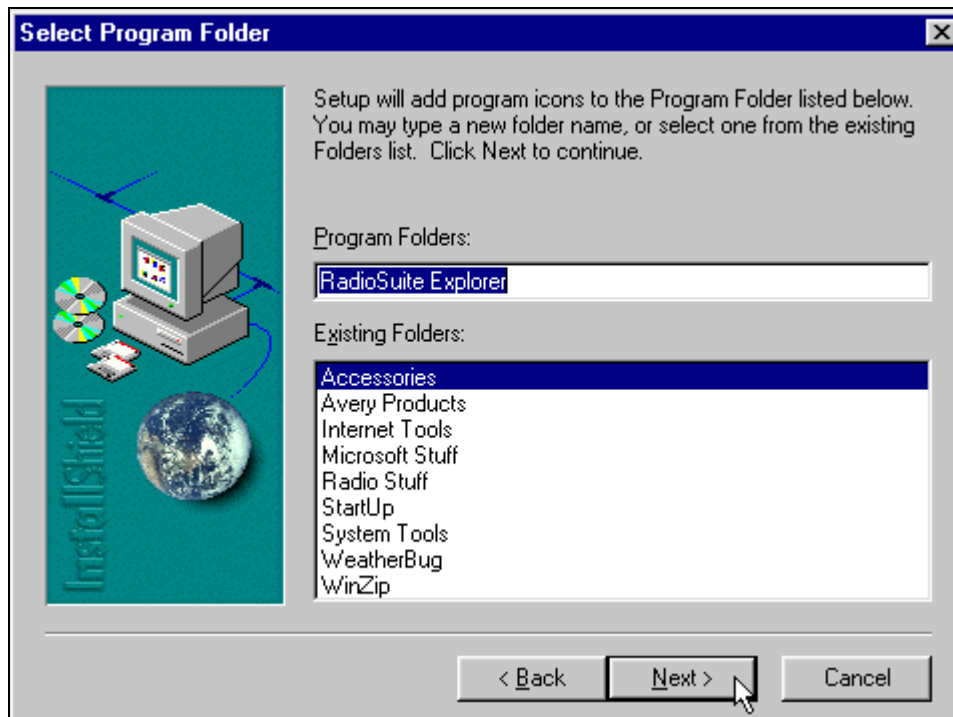 Select Program Folder
Setup will add program icons to the Program Folder listed below.
You may type a new folder name, or select one from the existing
Folders list.  Click Next to continue.
Program Folders:
RadioSuite Explorer
Existing Folders:
Accessories
Avery Products
Internet Tools
Microsoft Stuff
Radio Stuff
StartUp
System Tools
WeatherBug
WinZip
InstallShield
< Back
Next >
Cancel